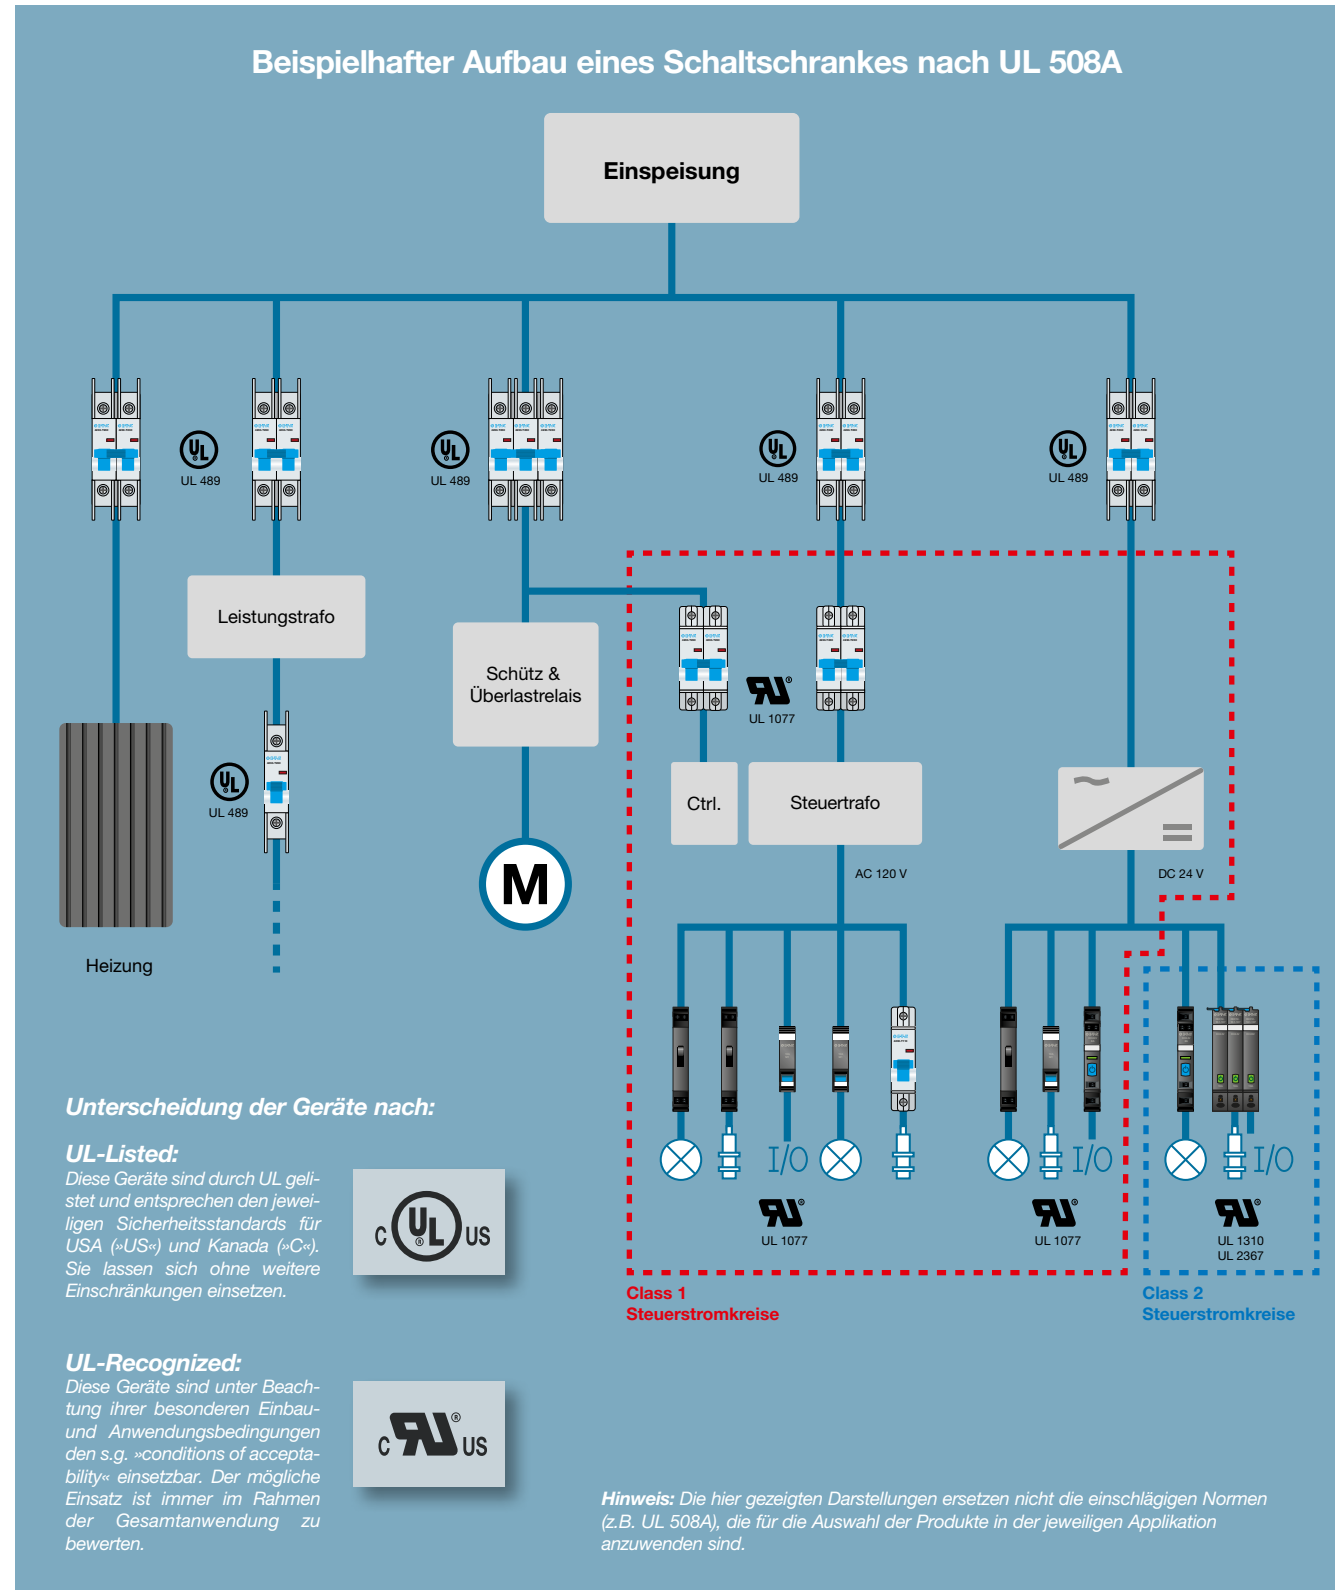 Beispielhafter Aufbau eines Schaltschrankes nach UL 508A
Einspeisung
UL 489
UL 489
UL 489
UL 489
Leistungstrafo
Schütz &
Überlastrelais
UL 1077
UL 489
Ctrl.
Steuertrafo
AC 120 V
DC 24 V
M
Heizung
I/O
I/O
I/O
UL 1077
UL 1077
UL 1310
UL 2367
Class 1
Steuerstromkreise
Class 2
Steuerstromkreise
Unterscheidung der Geräte nach:
UL-Listed:
Diese Geräte sind durch UL geli-
stet und entsprechen den jewei-
ligen Sicherheitsstandards für
USA (»US«) und Kanada (»C«).
Sie lassen sich ohne weitere
Einschränkungen einsetzen.
C UL ® US
UL-Recognized:
Diese Geräte sind unter Beach-
tung ihrer besonderen Einbau-
und Anwendungsbedingungen
den s.g. »conditions of accepta-
bility« einsetzbar. Der mögliche
Einsatz ist immer im Rahmen
der Gesamtanwendung zu
bewerten.
C RU ® US
Hinweis: Die hier gezeigten Darstellungen ersetzen nicht die einschlägigen Normen
(z.B. UL 508A), die für die Auswahl der Produkte in der jeweiligen Applikation
anzuwenden sind.